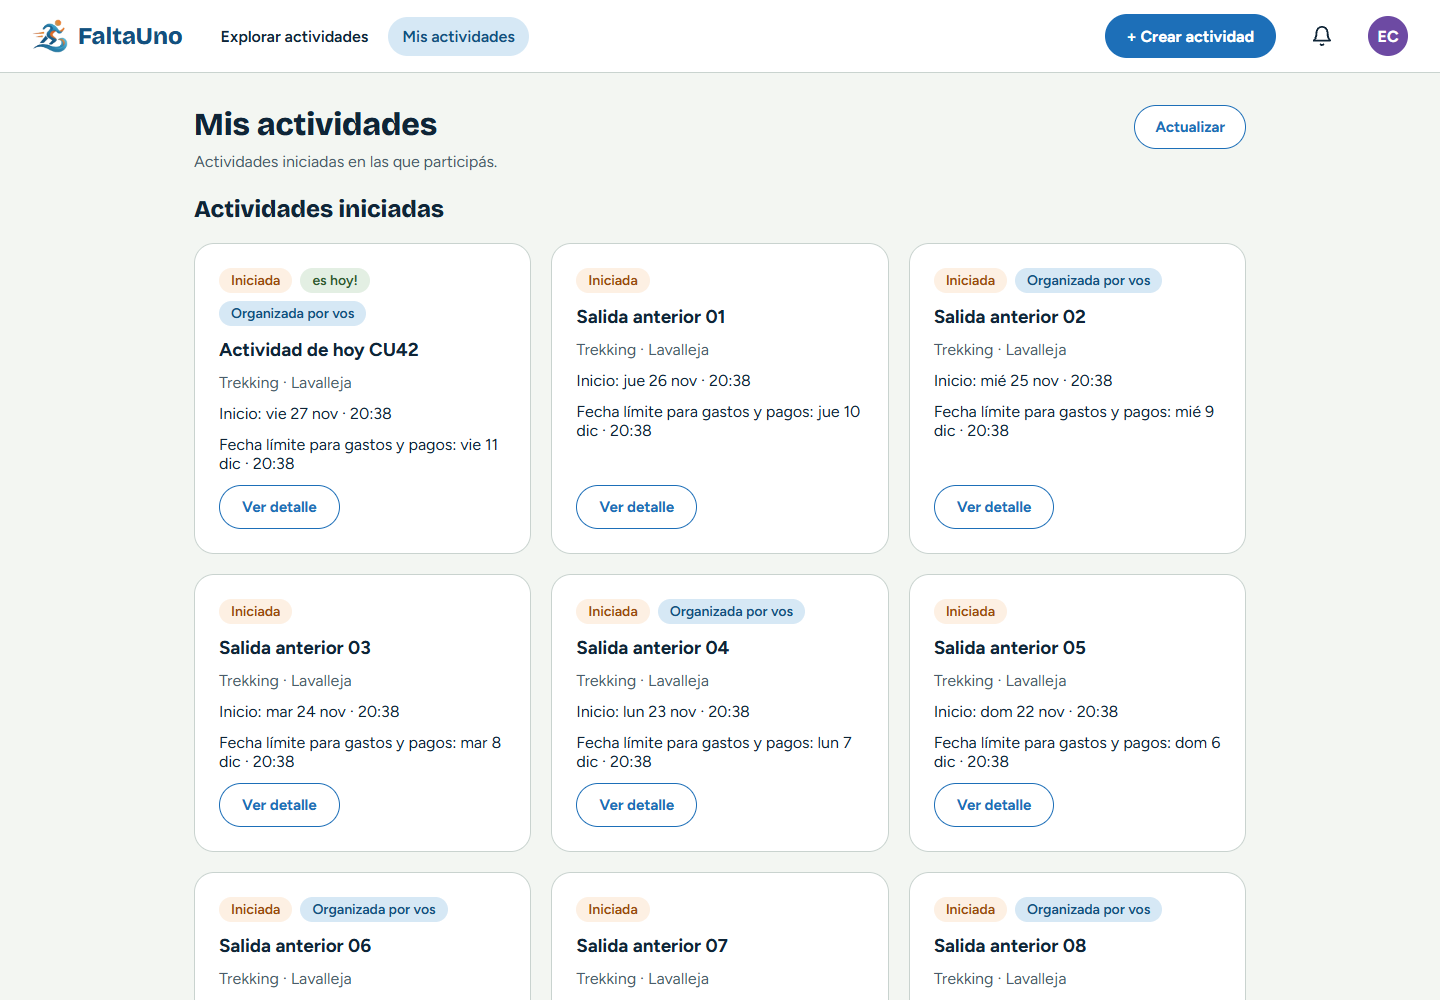 FaltaUno
Explorar actividades
Mis actividades
+ Crear actividad
EC
Mis actividades
Actualizar
Actividades iniciadas en las que participás.
Actividades iniciadas
Iniciada
es hoy!
Organizada por vos
Actividad de hoy CU42
Trekking · Lavalleja
Inicio: vie 27 nov · 20:38
Fecha límite para gastos y pagos: vie 11
dic · 20:38
Ver detalle
Iniciada
Salida anterior 01
Trekking · Lavalleja
Inicio: jue 26 nov · 20:38
Fecha límite para gastos y pagos: jue 10
dic · 20:38
Ver detalle
Iniciada
Organizada por vos
Salida anterior 02
Trekking · Lavalleja
Inicio: mié 25 nov · 20:38
Fecha límite para gastos y pagos: mié 9
dic · 20:38
Ver detalle
Iniciada
Salida anterior 03
Trekking · Lavalleja
Inicio: mar 24 nov · 20:38
Fecha límite para gastos y pagos: mar 8
dic · 20:38
Ver detalle
Iniciada
Organizada por vos
Salida anterior 04
Trekking · Lavalleja
Inicio: lun 23 nov · 20:38
Fecha límite para gastos y pagos: lun 7
dic · 20:38
Ver detalle
Iniciada
Salida anterior 05
Trekking · Lavalleja
Inicio: dom 22 nov · 20:38
Fecha límite para gastos y pagos: dom 6
dic · 20:38
Ver detalle
Iniciada
Organizada por vos
Salida anterior 06
Trekking · Lavalleja
Iniciada
Salida anterior 07
Trekking · Lavalleja
Iniciada
Organizada por vos
Salida anterior 08
Trekking · Lavalleja